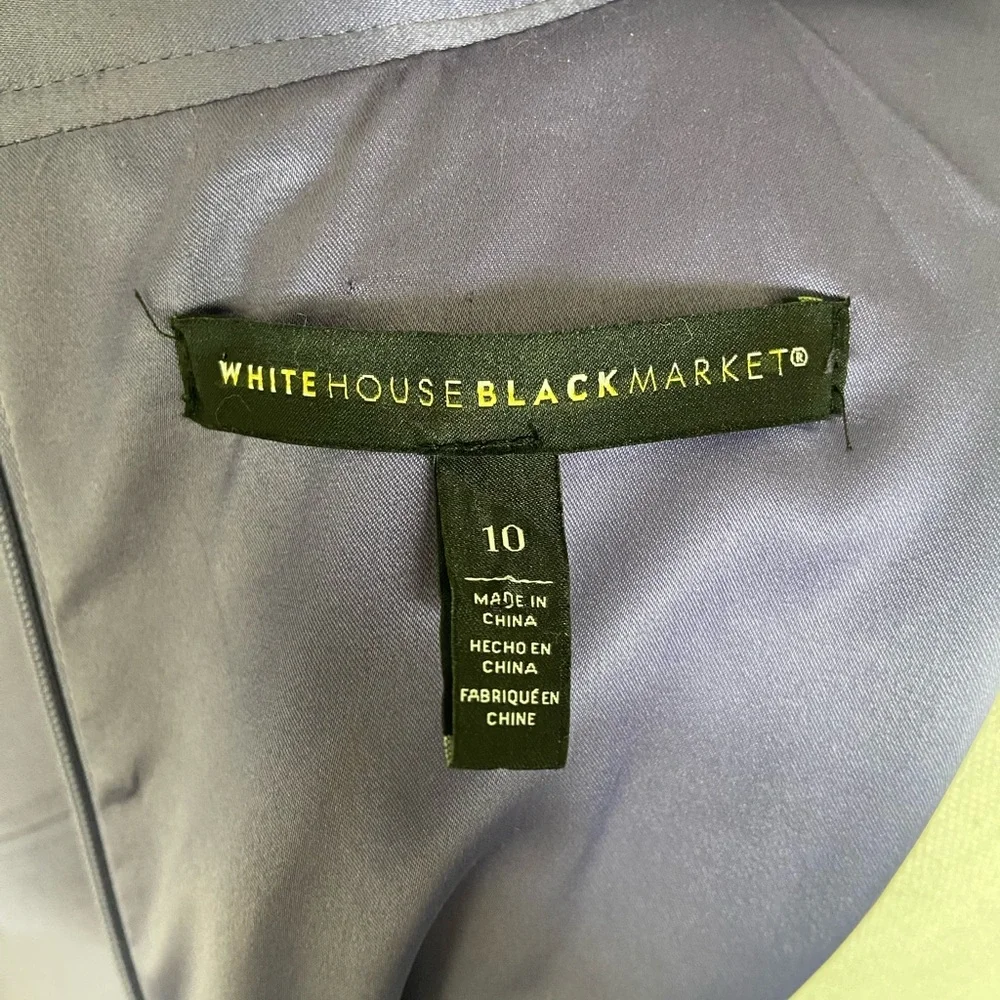 WHITE HOUSE BLACK MARKET®
10
MADE IN
CHINA
HECHO EN
CHINA
FABRIQUÉ EN
CHINE